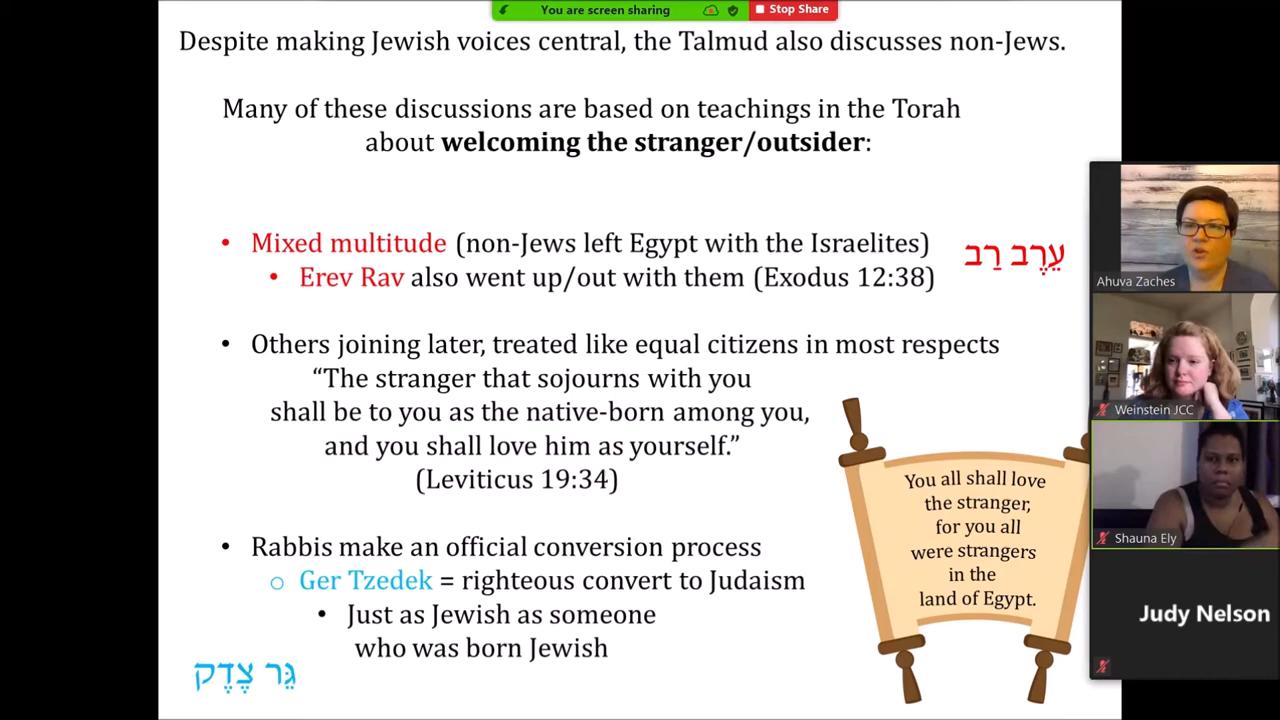 You are screen sharing
Stop Share
Despite making Jewish voices central, the Talmud also discusses non-Jews.
Many of these discussions are based on teachings in the Torah
about welcoming the stranger/outsider:
• Mixed multitude (non-Jews left Egypt with the Israelites)
• Erev Rav also went up/out with them (Exodus 12:38)
עֵרֶב רַב
• Others joining later, treated like equal citizens in most respects
“The stranger that sojourns with you
shall be to you as the native-born among you,
and you shall love him as yourself.”
(Leviticus 19:34)
• Rabbis make an official conversion process
o Ger Tzedek = righteous convert to Judaism
• Just as Jewish as someone
who was born Jewish
גֵּר צֶדֶק
You all shall love
the stranger,
for you all
were strangers
in the
land of Egypt.
Ahuva Zaches
Weinstein JCC
Shauna Ely
Judy Nelson